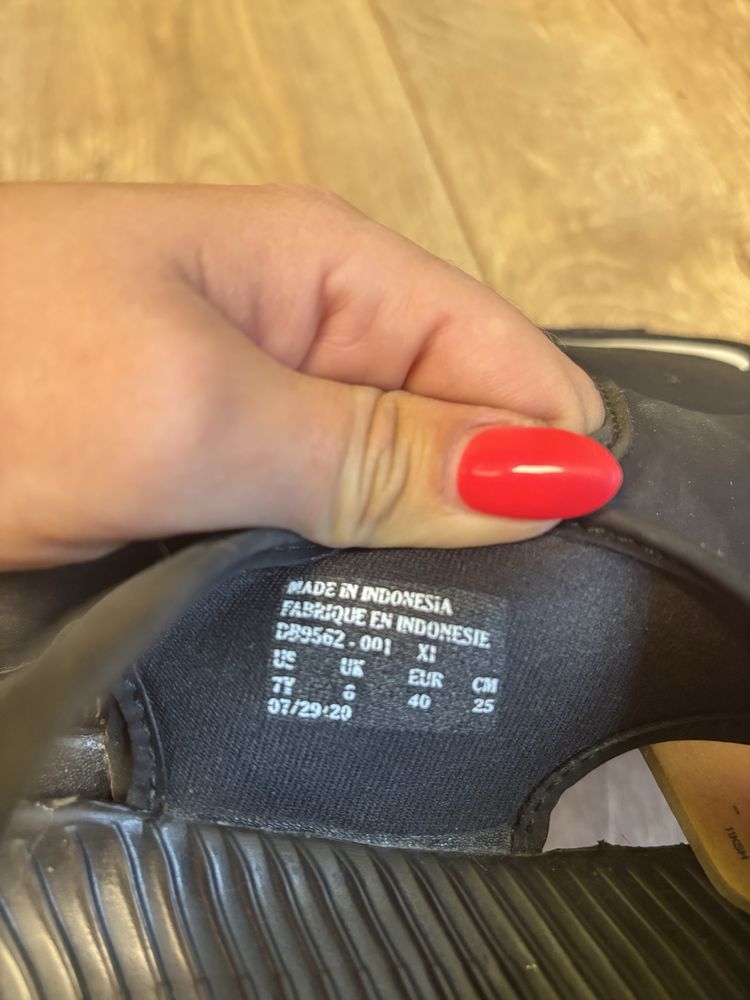 MADE IN INDONESIA
FABRIQUE EN INDONESIE
DB9562 - 001 X1
US UK EUR CM
7Y 6 40 25
07/29:20